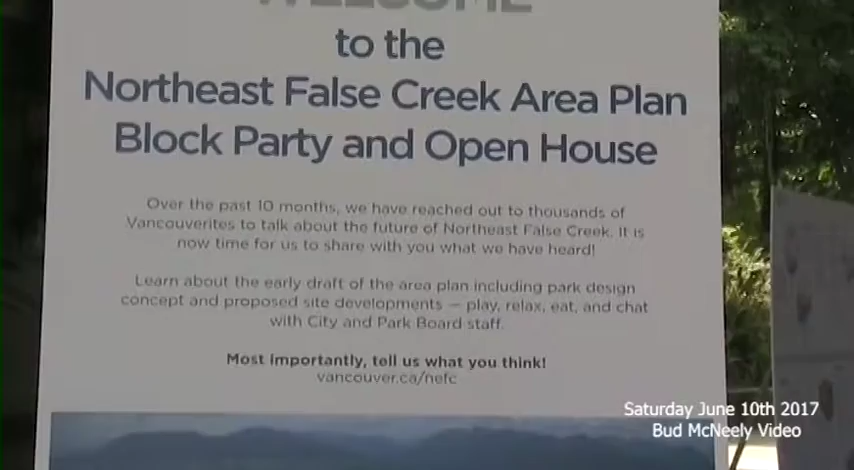 WELCOME
to the
Northeast False Creek Area Plan
Block Party and Open House
Over the past 10 months, we have reached out to thousands of
Vancouverites to talk about the future of Northeast False Creek. It is
now time for us to share with you what we have heard!
Learn about the early draft of the area plan including park design
concept and proposed site developments — play, relax, eat, and chat
with City and Park Board staff.
Most importantly, tell us what you think!
vancouver.ca/nefc
Saturday June 10th 2017
Bud McNeely Video